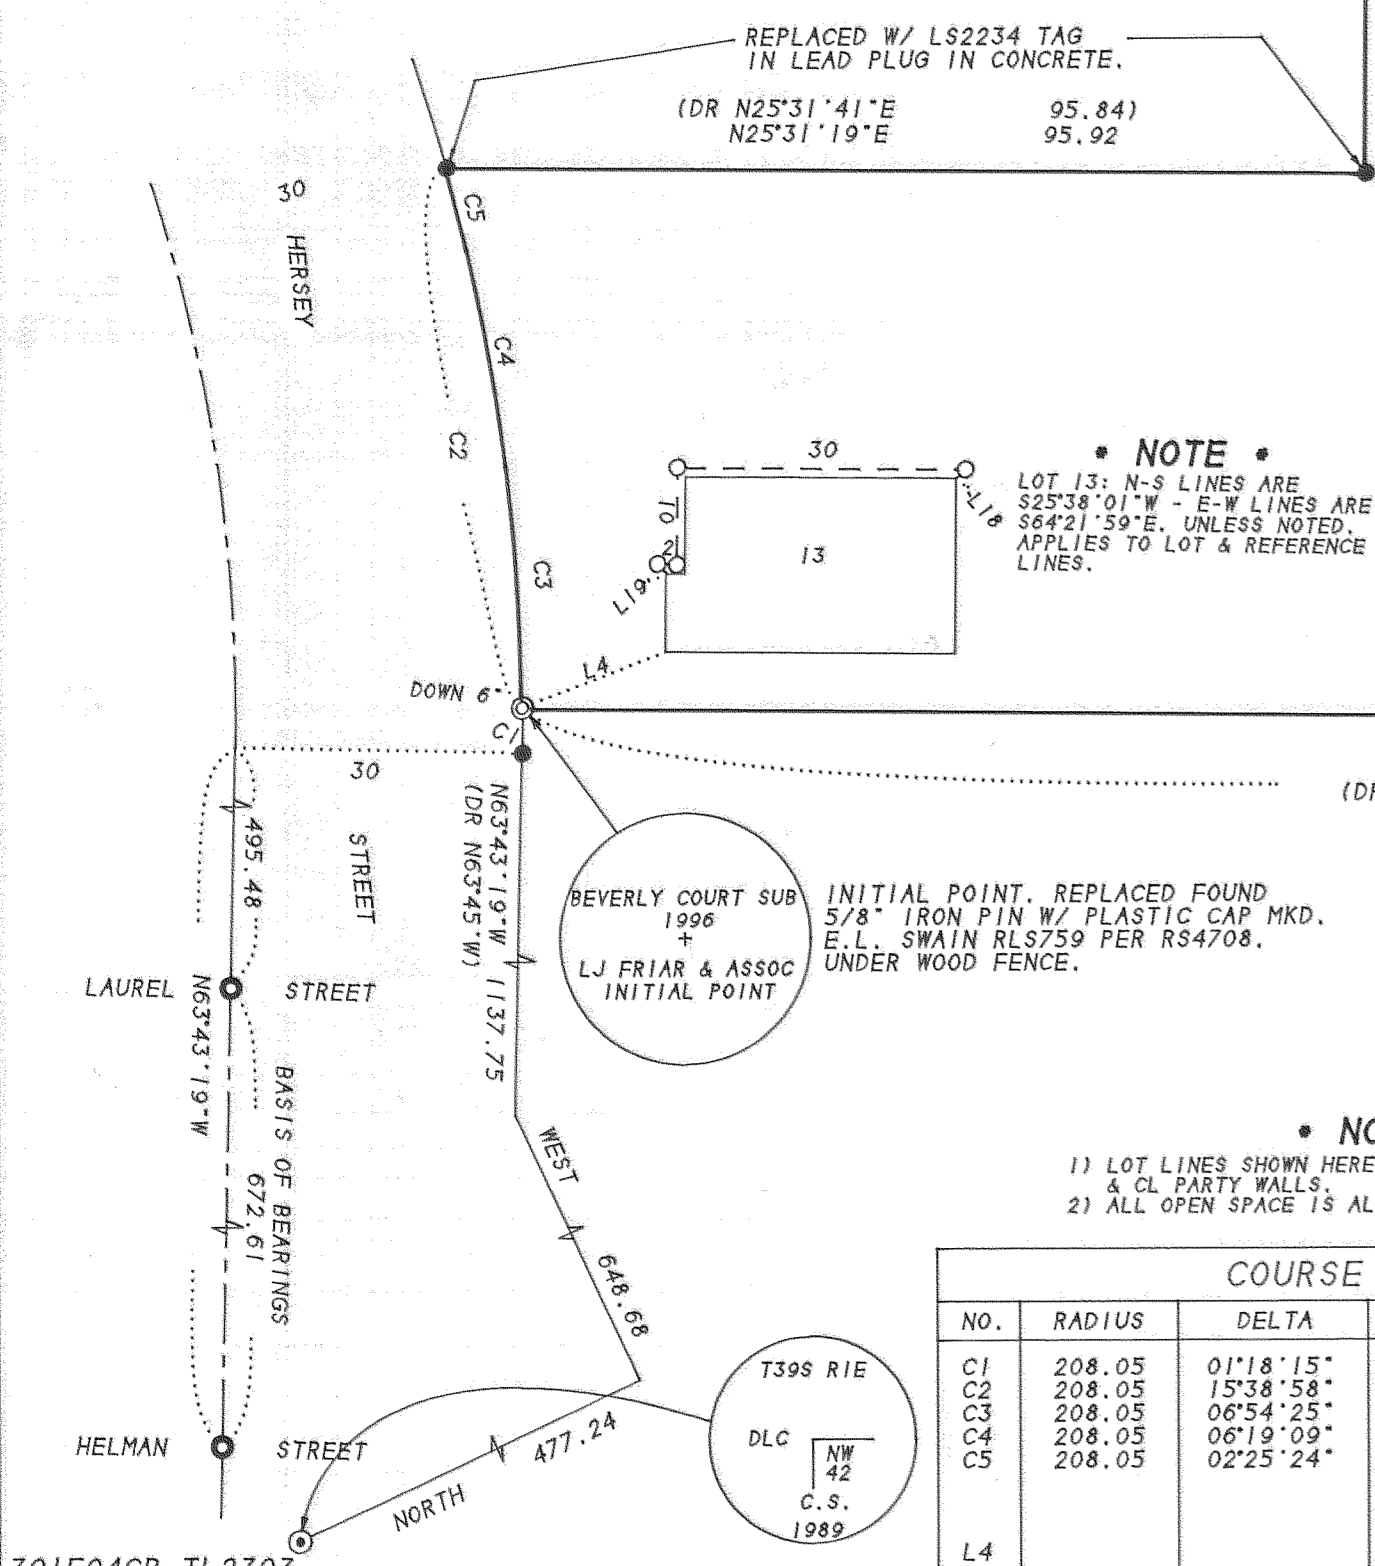 REPLACED W/ LS2234 TAG
IN LEAD PLUG IN CONCRETE.
(DR N25°31'41"E 95.84)
N25°31'19"E 95.92
30
HERSEY
C5
C4
C2
C3
30
TO
2
13
L18
L19
L4
• NOTE •
LOT 13: N-S LINES ARE
S25°38'01"W - E-W LINES ARE
S64°21'59"E. UNLESS NOTED.
APPLIES TO LOT & REFERENCE
LINES.
DOWN 6"
C1
30
STREET
495.48
N63°43'19"W 1137.75
(DR N63°45'W)
BEVERLY COURT SUB
1996
+
LJ FRIAR & ASSOC
INITIAL POINT
INITIAL POINT. REPLACED FOUND
5/8" IRON PIN W/ PLASTIC CAP MKD.
E.L. SWAIN RLS759 PER RS4708.
UNDER WOOD FENCE.
(DR
LAUREL STREET
N63°43'19"W
BASIS OF BEARINGS
672.61
WEST
648.68
HELMAN STREET
NORTH
477.24
T39S R1E
DLC
NW
42
C.S.
1989
• NO
1) LOT LINES SHOWN HERE
& CL PARTY WALLS.
2) ALL OPEN SPACE IS AL
COURSE
NO. RADIUS DELTA
C1 208.05 01°18'15"
C2 208.05 15°38'58"
C3 208.05 06°54'25"
C4 208.05 06°19'09"
C5 208.05 02°25'24"
L4